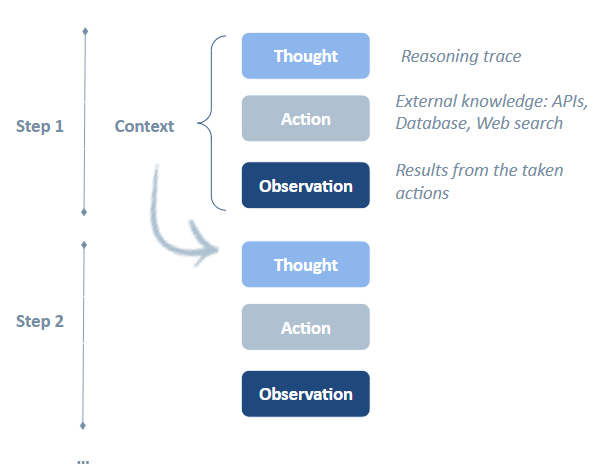 Thought
Reasoning trace
Step 1
Context
Action
External knowledge: APIs,
Database, Web search
Observation
Results from the taken
actions
Thought
Step 2
Action
Observation
...